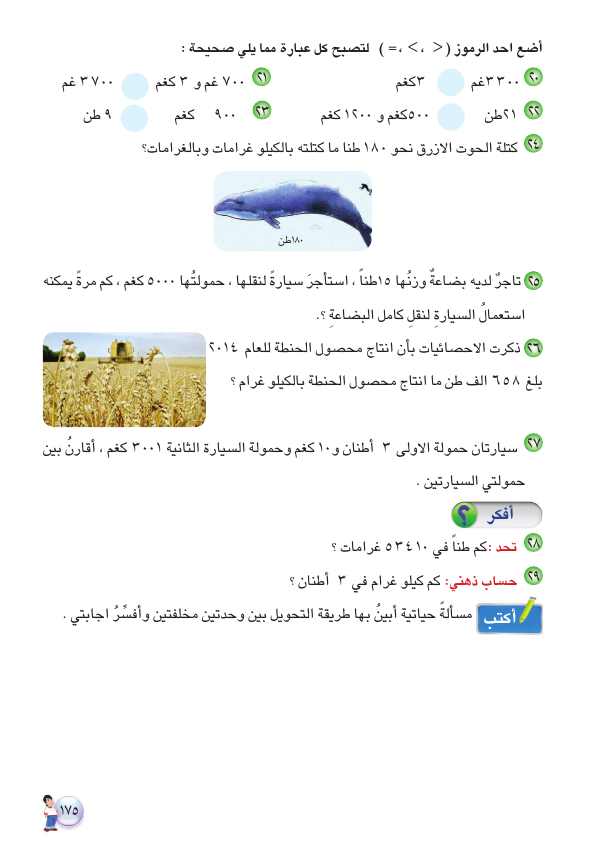 أضع احد الرموز ( > ، < ، = ) لتصبح كل عبارة مما يلي صحيحة :
٢٠ ٣٣٠٠غم ٣كغم
٢١ ٧٠٠ غم و ٣ كغم ٣٧٠٠ غم
٢٢ ٢١طن ٥٠٠كغم و ١٢٠٠ كغم
٢٣ ٩٠٠ كغم ٩ طن
٢٤ كتلة الحوت الازرق نحو ١٨٠ طنا ما كتلته بالكيلو غرامات وبالغرامات؟
١٨٠طن
٢٥ تاجرٌ لديه بضاعةٌ وزنُها ١٥طناً ، استأجرَ سيارةً لنقلها ، حمولتُها ٥٠٠٠ كغم ، كم مرةً يمكنه
استعمالُ السيارةِ لنقلِ كامل البضاعةِ ؟.
٢٦ ذكرت الاحصائيات بأن انتاج محصول الحنطة للعام ٢٠١٤
بلغ ٦٥٨ الف طن ما انتاج محصول الحنطة بالكيلو غرام ؟
٢٧ سيارتان حمولة الاولى ٣ أطنان و١٠ كغم وحمولة السيارة الثانية ٣٠٠١ كغم ، أقارنُ بين
حمولتي السيارتين .
أفكر ؟
٢٨ تحد :كم طناً في ٥٣٤١٠ غرامات ؟
٢٩ حساب ذهني: كم كيلو غرام في ٣ أطنان ؟
أكتب مسألةً حياتية أبينُ بها طريقة التحويل بين وحدتين مخلفتين وأفسِّرُ اجابتي .
١٧٥